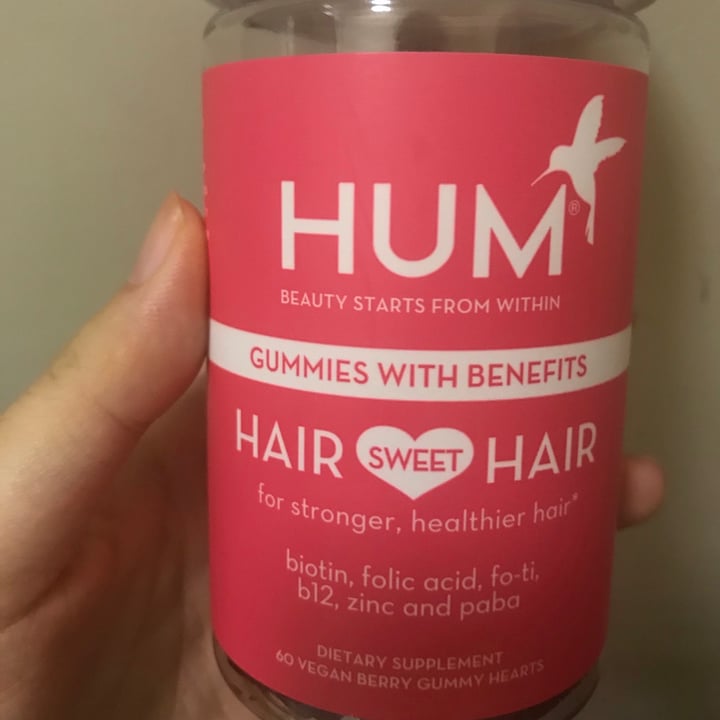 HUM®
BEAUTY STARTS FROM WITHIN
GUMMIES WITH BENEFITS
HAIR SWEET HAIR
for stronger, healthier hair*
biotin, folic acid, fo-ti,
b12, zinc and paba
DIETARY SUPPLEMENT
60 VEGAN BERRY GUMMY HEARTS